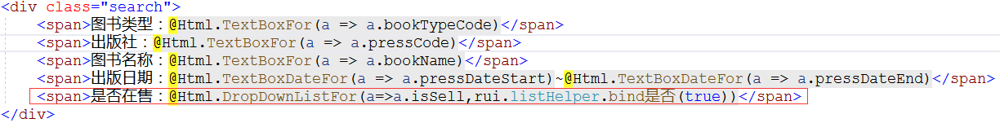 <div class="search">
<span>图书类型：@Html.TextBoxFor(a => a.bookTypeCode)</span>
<span>出版社：@Html.TextBoxFor(a => a.pressCode)</span>
<span>图书名称：@Html.TextBoxFor(a => a.bookName)</span>
<span>出版日期：@Html.TextBoxDateFor(a => a.pressDateStart)~@Html.TextBoxDateFor(a => a.pressDateEnd)</span>
<span>是否在售：@Html.DropDownListFor(a=>a.isSell,rui.listHelper.bind是否(true))</span>
</div>